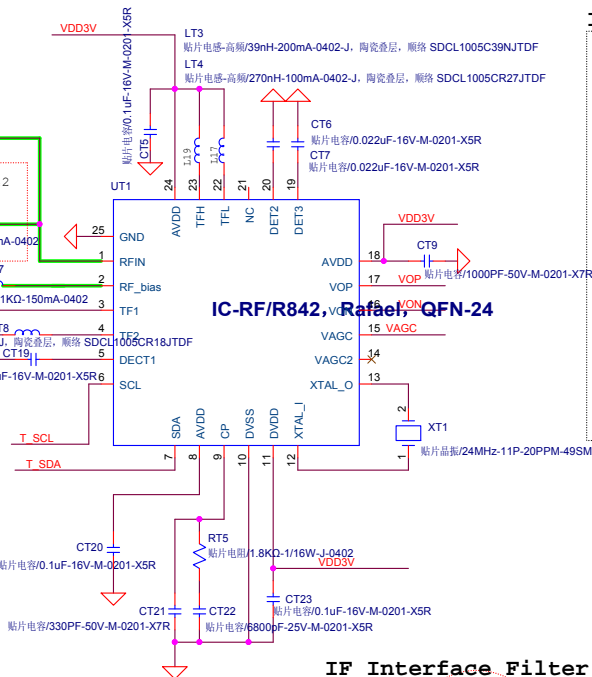 VDD3V
LT3
贴片电感-高频/39nH-200mA-0402-J，陶瓷叠层，顺络 SDCL1005C39NJTDF
LT4
贴片电感-高频/270nH-100mA-0402-J，陶瓷叠层，顺络 SDCL1005CR27JTDF
贴片电容/0.1uF-16V-M-0201-X5R
CT5
L19
L17
CT6
贴片电容/0.022uF-16V-M-0201-X5R
CT7
贴片电容/0.022uF-16V-M-0201-X5R
UT1
24
23
22
21
20
19
AVDD
TFH
TFL
NC
DET2
DET3
2
mA-0402
25
GND
1
RFIN
2
RF_bias
1KΩ-150mA-0402
3
TF1
4
TF2
J，陶瓷叠层，顺络 SDCL1005CR18JTDF
CT19
5
DECT1
uF-16V-M-0201-X5R
6
SCL
IC-RF/R842，Rafael，QFN-24
AVDD
18
VDD3V
CT9
贴片电容/1000PF-50V-M-0201-X7R
VOP
17
VOP
VON
16
VON
VAGC
15
VAGC
VAGC2
14
XTAL_O
13
2
XT1
1
贴片晶振/24MHz-11P-20PPM-49SM
SDA
AVDD
CP
DVSS
DVDD
XTAL_I
7
8
9
10
11
12
T_SCL
T_SDA
CT20
贴片电容/0.1uF-16V-M-0201-X5R
RT5
贴片电阻/1.8KΩ-1/16W-J-0402
VDD3V
CT21
贴片电容/330PF-50V-M-0201-X7R
CT22
贴片电容/6800pF-25V-M-0201-X5R
CT23
贴片电容/0.1uF-16V-M-0201-X5R
IF Interface Filter